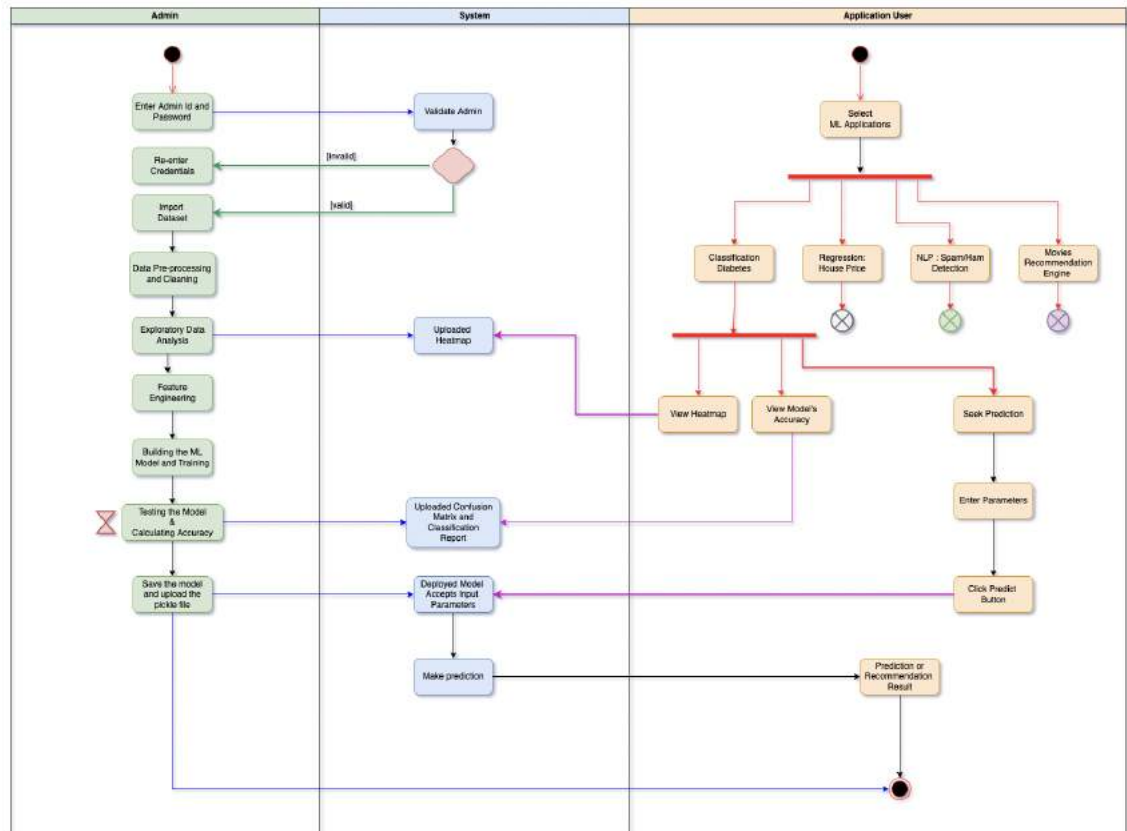 Admin
System
Application User
Enter Admin Id and
Password
Validate Admin
Select
ML Applications
[invalid]
Re-enter
Credentials
[valid]
Import
Dataset
Data Pre-processing
and Cleaning
Classification
Diabetes
Regression:
House Price
NLP : Spam/Ham
Detection
Movies
Recommendation
Engine
Exploratory Data
Analysis
Uploaded
Heatmap
Feature
Engineering
View Heatmap
View Model's
Accuracy
Seek Prediction
Building the ML
Model and Training
Enter Parameters
Testing the Model
&
Calculating Accuracy
Uploaded Confusion
Matrix and
Classification
Report
Save the model
and upload the
pickle file
Deployed Model
Accepts Input
Parameters
Click Predict
Button
Make prediction
Prediction or
Recommendation
Result